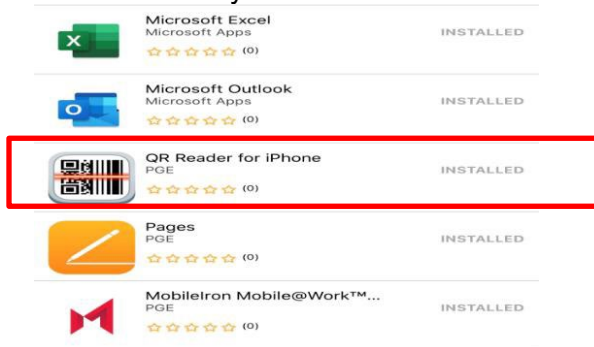 Microsoft Excel
Microsoft Apps
(0)
INSTALLED
Microsoft Outlook
Microsoft Apps
(0)
INSTALLED
QR Reader for iPhone
PGE
(0)
INSTALLED
Pages
PGE
(0)
INSTALLED
MobileIron Mobile@Work™...
PGE
(0)
INSTALLED